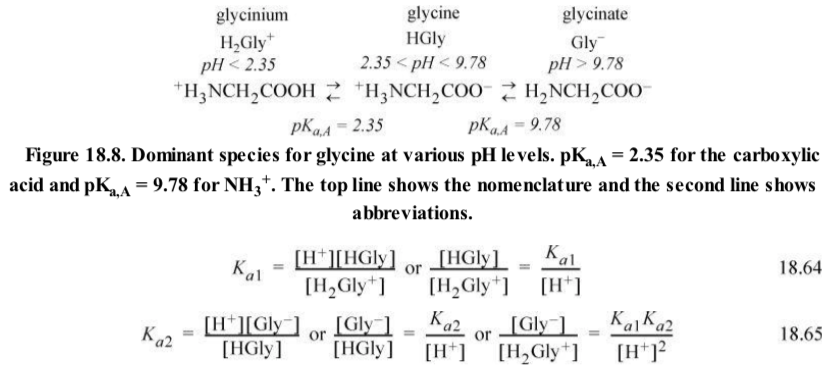 glycinium glycine glycinate
H₂Gly⁺ HGly Gly⁻
pH < 2.35 2.35 < pH < 9.78 pH > 9.78
⁺H₃NCH₂COOH ⇄ ⁺H₃NCH₂COO⁻ ⇄ H₂NCH₂COO⁻
pKₐ,A = 2.35 pKₐ,A = 9.78
Figure 18.8. Dominant species for glycine at various pH levels. pKₐ,A = 2.35 for the carboxylic
acid and pKₐ,A = 9.78 for NH₃⁺. The top line shows the nomenclature and the second line shows
abbreviations.
Kₐ₁ = [H⁺][HGly] / [H₂Gly⁺] or [HGly] / [H₂Gly⁺] = Kₐ₁ / [H⁺] 18.64
Kₐ₂ = [H⁺][Gly⁻] / [HGly] or [Gly⁻] / [HGly] = Kₐ₂ / [H⁺] or [Gly⁻] / [H₂Gly⁺] = Kₐ₁Kₐ₂ / [H⁺]² 18.65